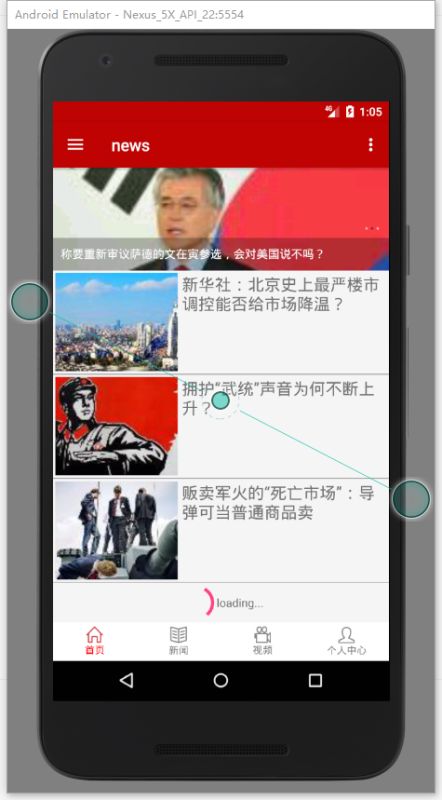 Android Emulator - Nexus_5X_API_22:5554
4G 1:05
news
称要重新审议萨德的文在寅参选，会对美国说不吗？
新华社：北京史上最严楼市
调控能否给市场降温？
拥护“武统”声音为何不断上
升？
贩卖军火的“死亡市场”：导
弹可当普通商品卖
loading...
首页 新闻 视频 个人中心